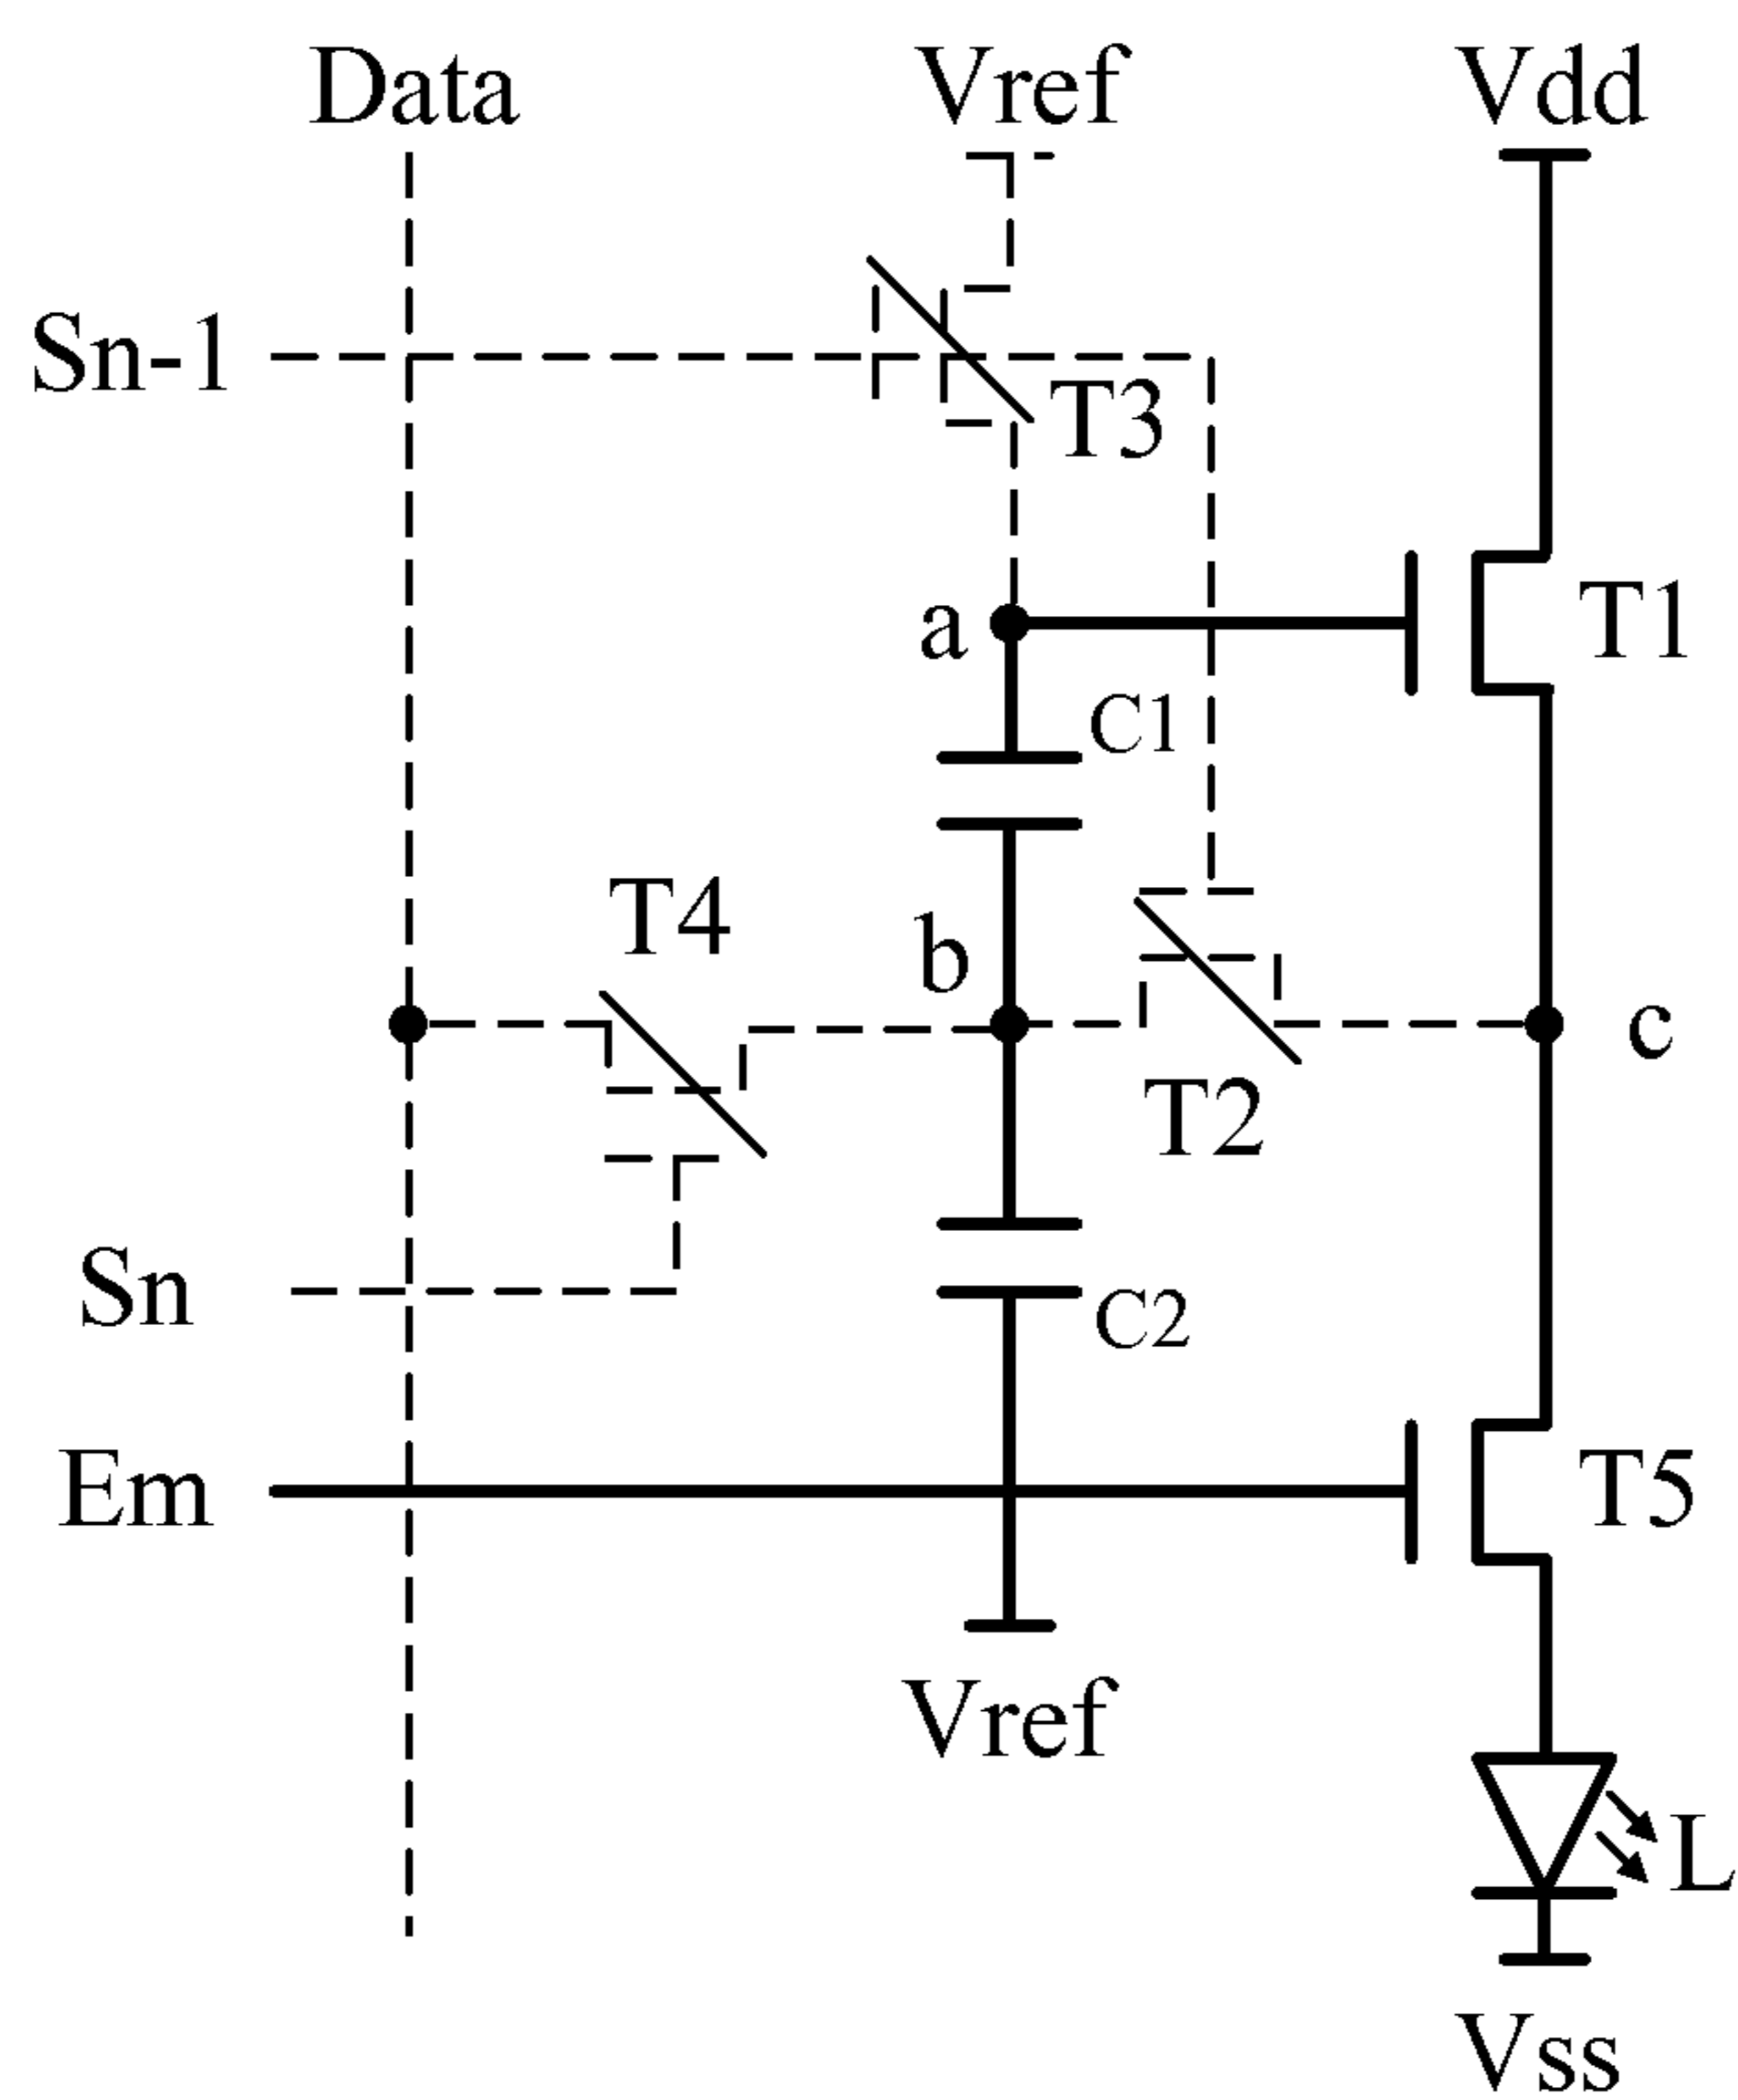 Data
Vref
Vdd
Sn-1
T3
a
T1
C1
T4
b
c
T2
Sn
C2
Em
T5
Vref
L
Vss